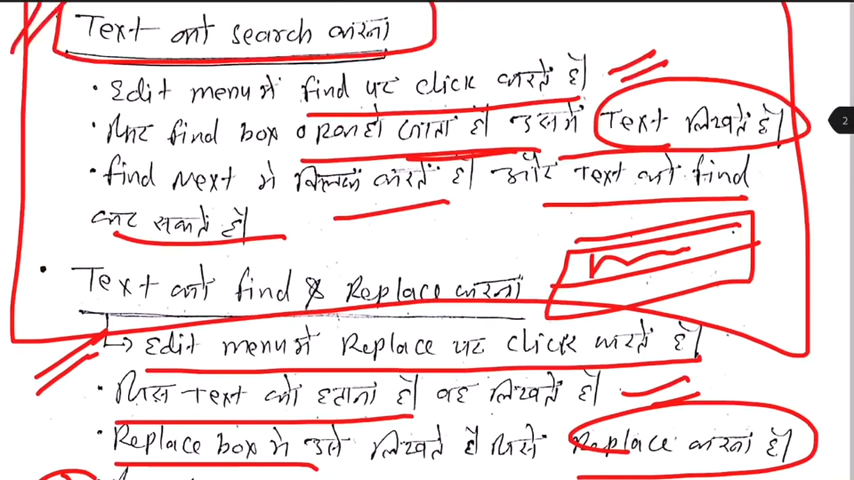 Text को search करना
• Edit menu में find पर click करते हैं।
• फिर find box open हो जाता है। उसमें Text लिखते हैं।
• find Next में क्लिक करते हैं। और Text को find
कर सकते हैं।
• Text को find & Replace करना
↳ Edit menu में Replace पर click करते हैं।
• जिस Text को हटाना है। वह लिखते हैं।
• Replace box में उसे लिखते हैं जिसे Replace करना है।
2